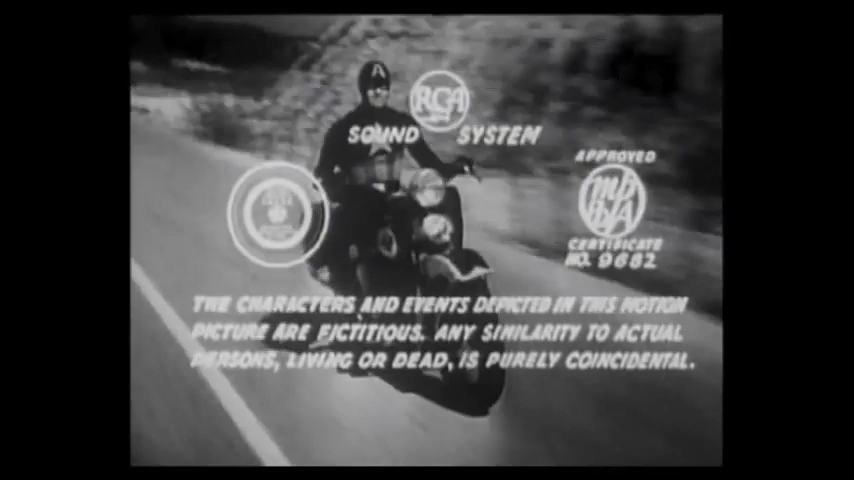 A
RCA
SOUND SYSTEM
APPROVED
CERTIFICATE
NO. 9682
THE CHARACTERS AND EVENTS DEPICTED IN THIS MOTION
PICTURE ARE FICTITIOUS. ANY SIMILARITY TO ACTUAL
PERSONS, LIVING OR DEAD, IS PURELY COINCIDENTAL.